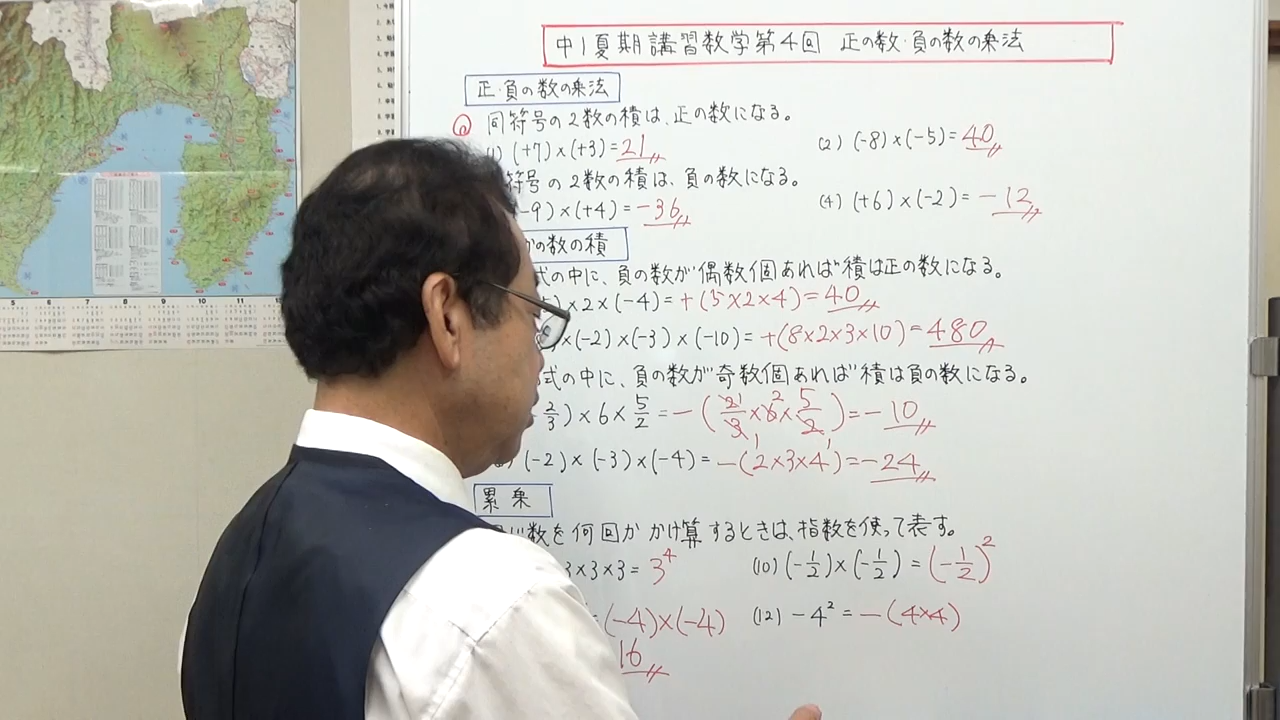 中1夏期講習数学第4回 正の数・負の数の乗法
正・負の数の乗法
同符号の2数の積は、正の数になる。
(1) (+7)×(+3)=21
(2) (-8)×(-5)=40
符号の2数の積は、負の数になる。
-9)×(+4)=-36
(4) (+6)×(-2)=-12
の数の積
式の中に、負の数が偶数個あれば積は正の数になる。
)×2×(-4)=+(5×2×4)=40
)×(-2)×(-3)×(-10)=+(8×2×3×10)=480
式の中に、負の数が奇数個あれば積は負の数になる。
2/3)×6×5/2=-(2/3×6×5/2)=-10
(-2)×(-3)×(-4)=-(2×3×4)=-24
累乗
数を何回かかけ算するときは、指数を使って表す。
3×3×3=3⁴
(10) (-1/2)×(-1/2)=(-1/2)²
=(-4)×(-4)
(12) -4²=-(4×4)
16
5 6 7 8 9 10 11